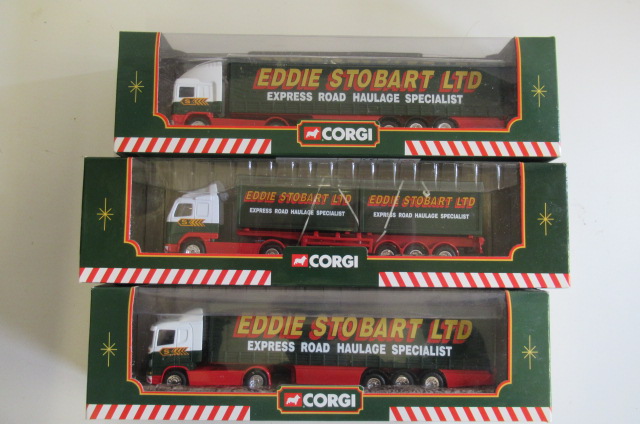 EDDIE STOBART LTD
EXPRESS ROAD HAULAGE SPECIALIST
CORGI
EDDIE STOBART LTD EDDIE STOBART LTD
EXPRESS ROAD HAULAGE SPECIALIST EXPRESS ROAD HAULAGE SPECIALIST
CORGI
EDDIE STOBART LTD
EXPRESS ROAD HAULAGE SPECIALIST
CORGI